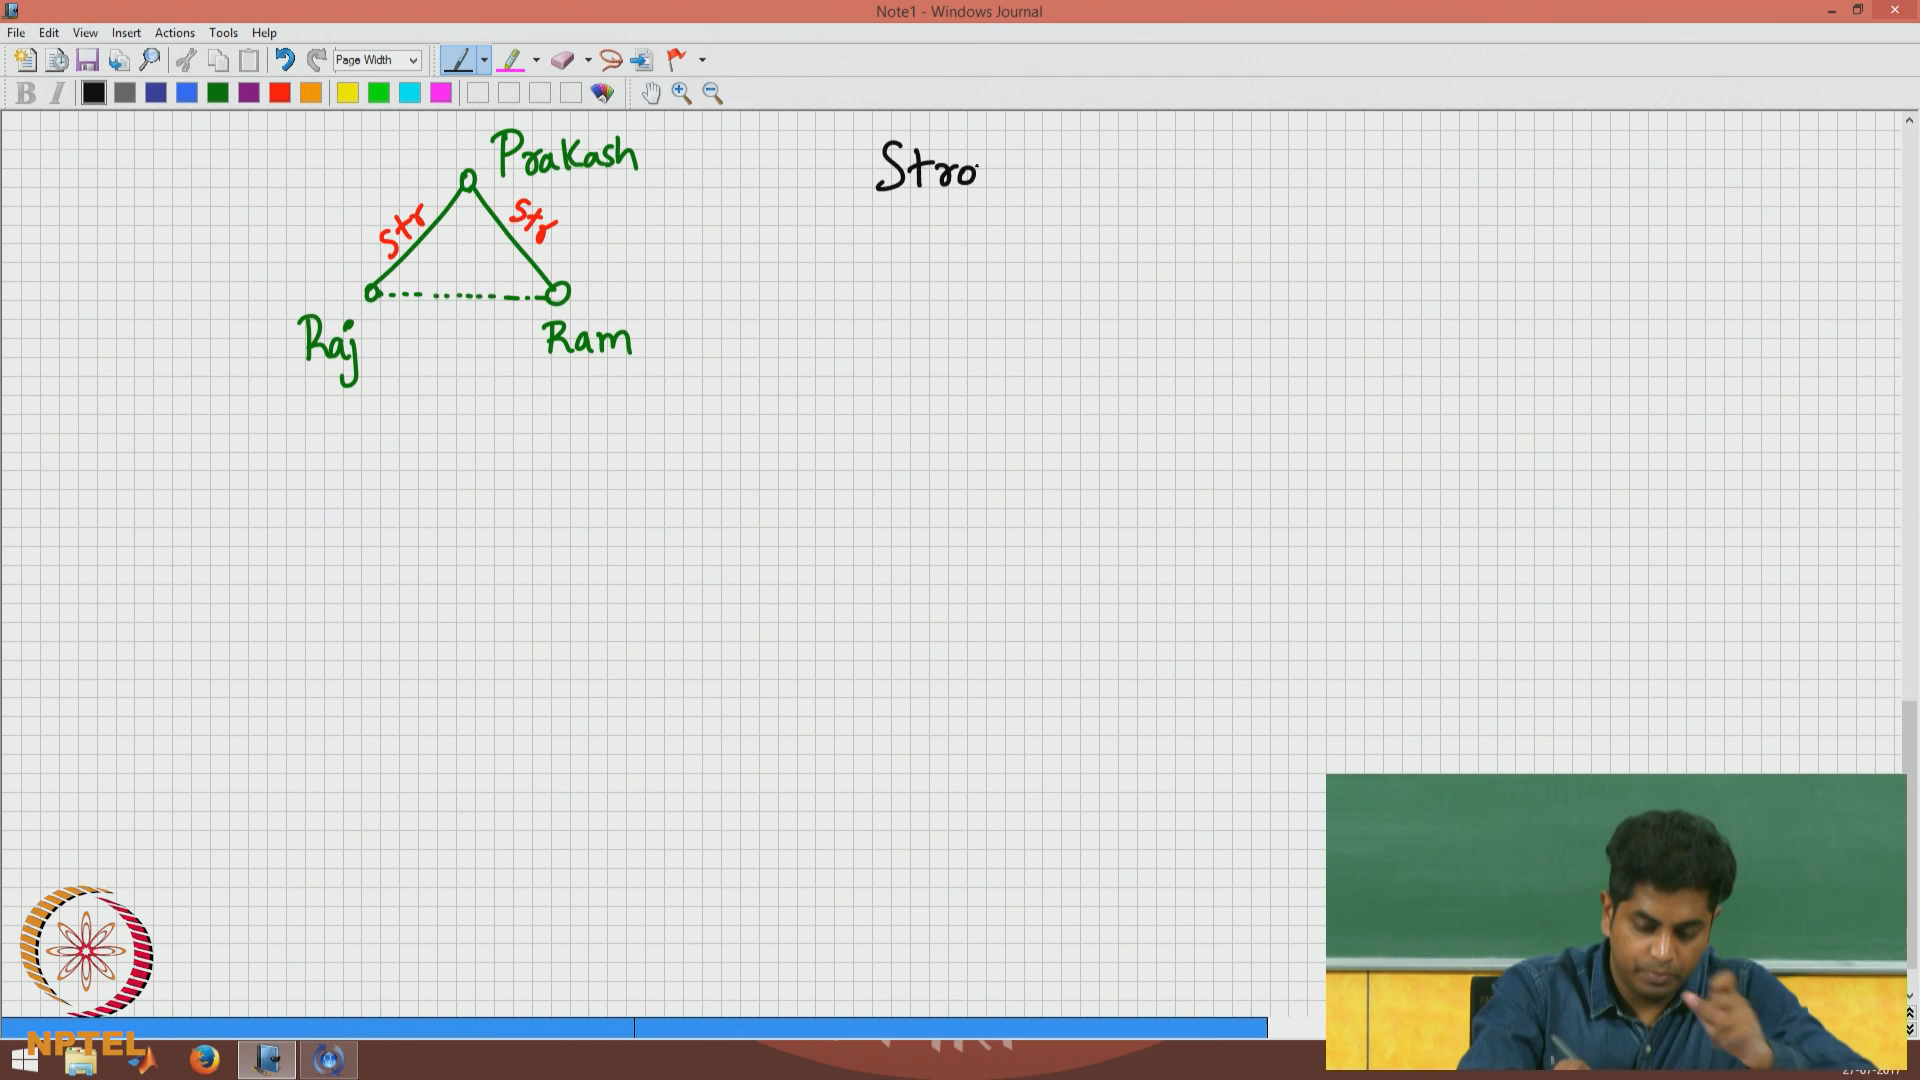 Note1 - Windows Journal
File Edit View Insert Actions Tools Help
Page Width
B I
Prakash
Stro
Str
Str
Raj
Ram
NPTEL